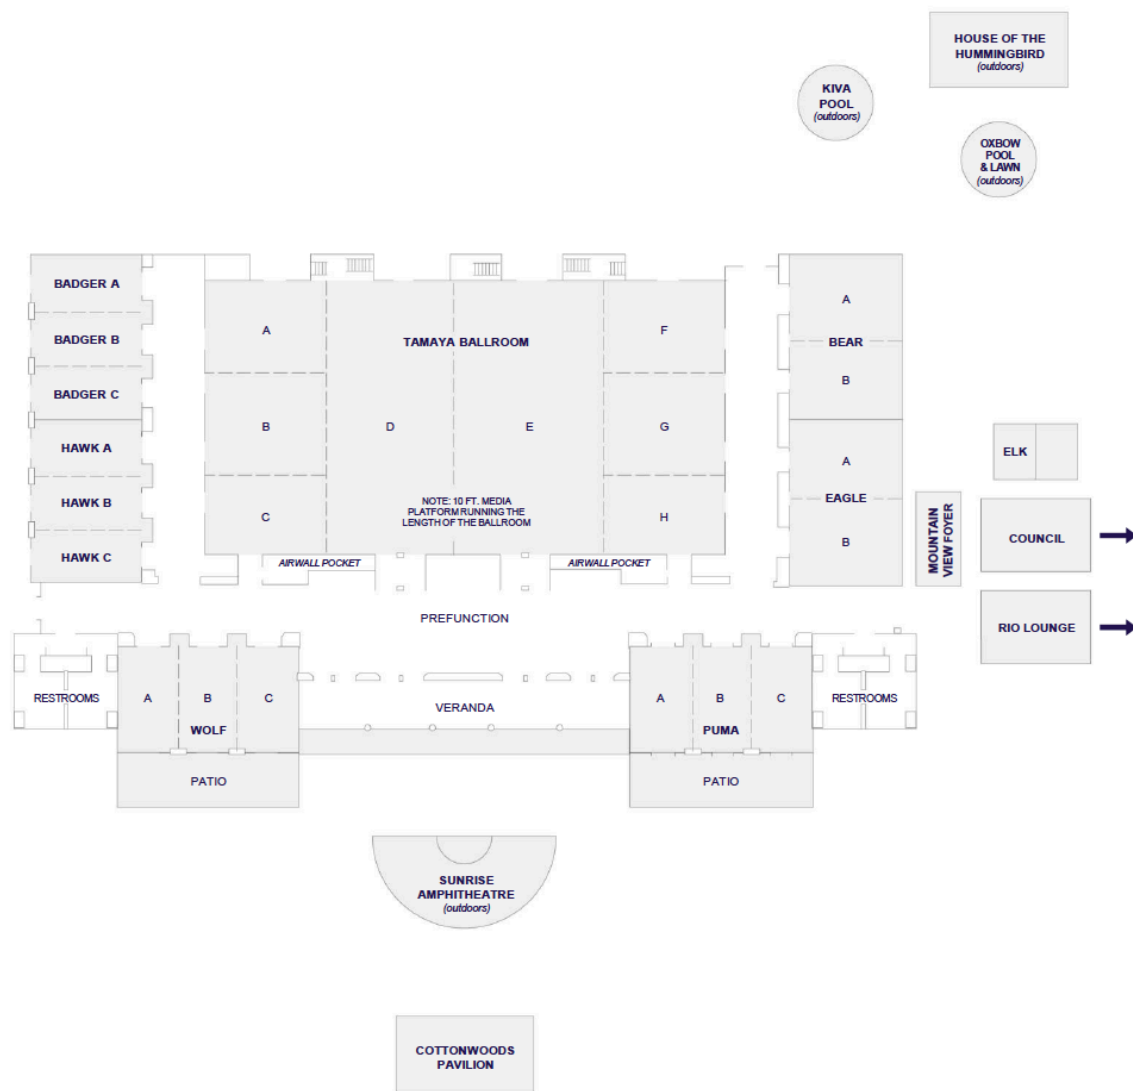 HOUSE OF THE
HUMMINGBIRD
(outdoors)
KIVA
POOL
(outdoors)
OXBOW
POOL
& LAWN
(outdoors)
BADGER A
BADGER B
BADGER C
HAWK A
HAWK B
HAWK C
TAMAYA BALLROOM
A
B
C
D
E
F
G
H
NOTE: 10 FT. MEDIA
PLATFORM RUNNING THE
LENGTH OF THE BALLROOM
AIRWALL POCKET
AIRWALL POCKET
A
BEAR
B
A
EAGLE
B
MOUNTAIN
VIEW FOYER
ELK
COUNCIL
RIO LOUNGE
PREFUNCTION
RESTROOMS
A
B
C
WOLF
PATIO
VERANDA
A
B
C
PUMA
PATIO
RESTROOMS
SUNRISE
AMPHITHEATRE
(outdoors)
COTTONWOODS
PAVILION